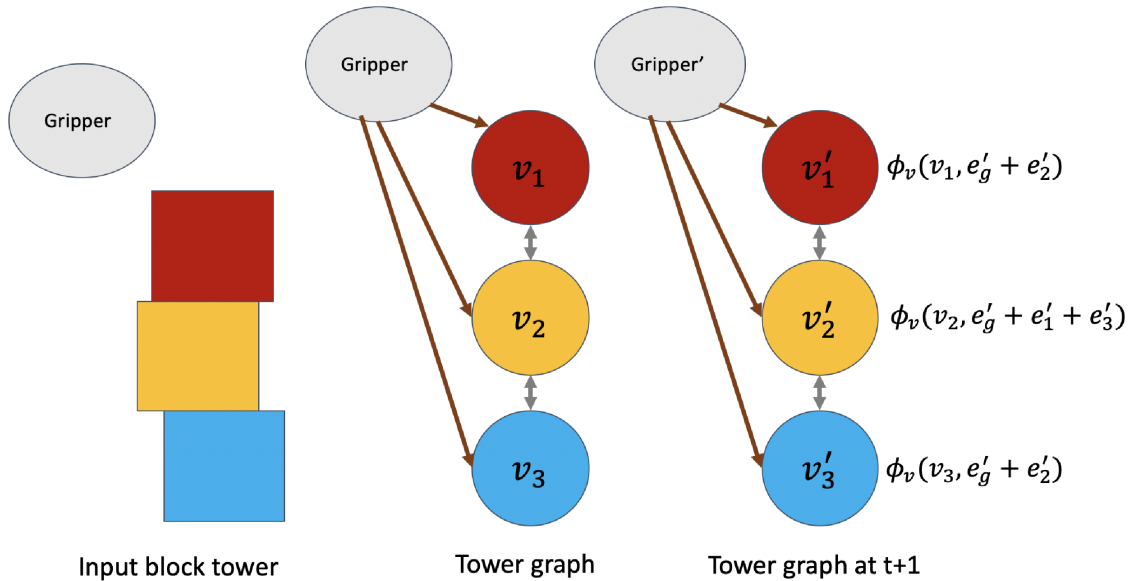 Gripper
Gripper
Gripper’
v₁
v₂
v₃
v′₁
v′₂
v′₃
ϕᵥ(v₁, e′g + e′₂)
ϕᵥ(v₂, e′g + e′₁ + e′₃)
ϕᵥ(v₃, e′g + e′₂)
Input block tower
Tower graph
Tower graph at t+1